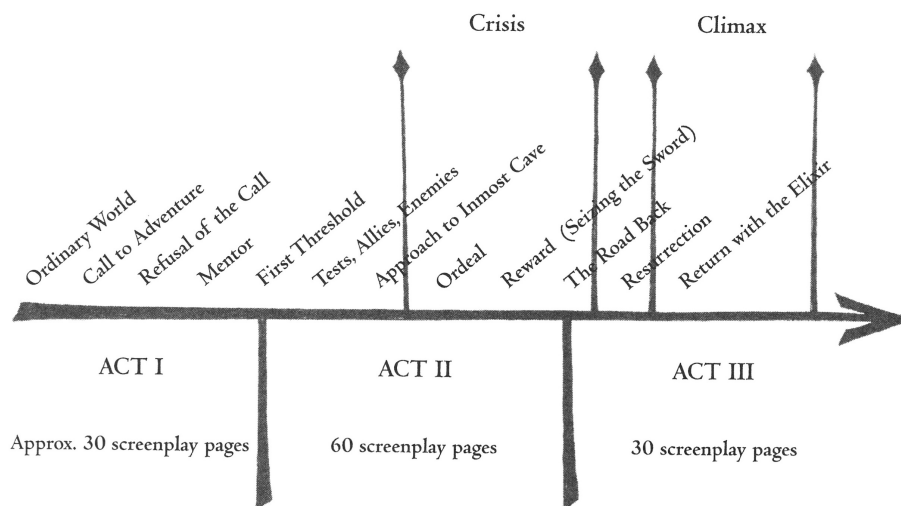 Crisis
Climax
Ordinary World
Call to Adventure
Refusal of the Call
Mentor
First Threshold
Tests, Allies, Enemies
Approach to Inmost Cave
Ordeal
Reward (Seizing the Sword)
The Road Back
Resurrection
Return with the Elixir
ACT I
ACT II
ACT III
Approx. 30 screenplay pages
60 screenplay pages
30 screenplay pages